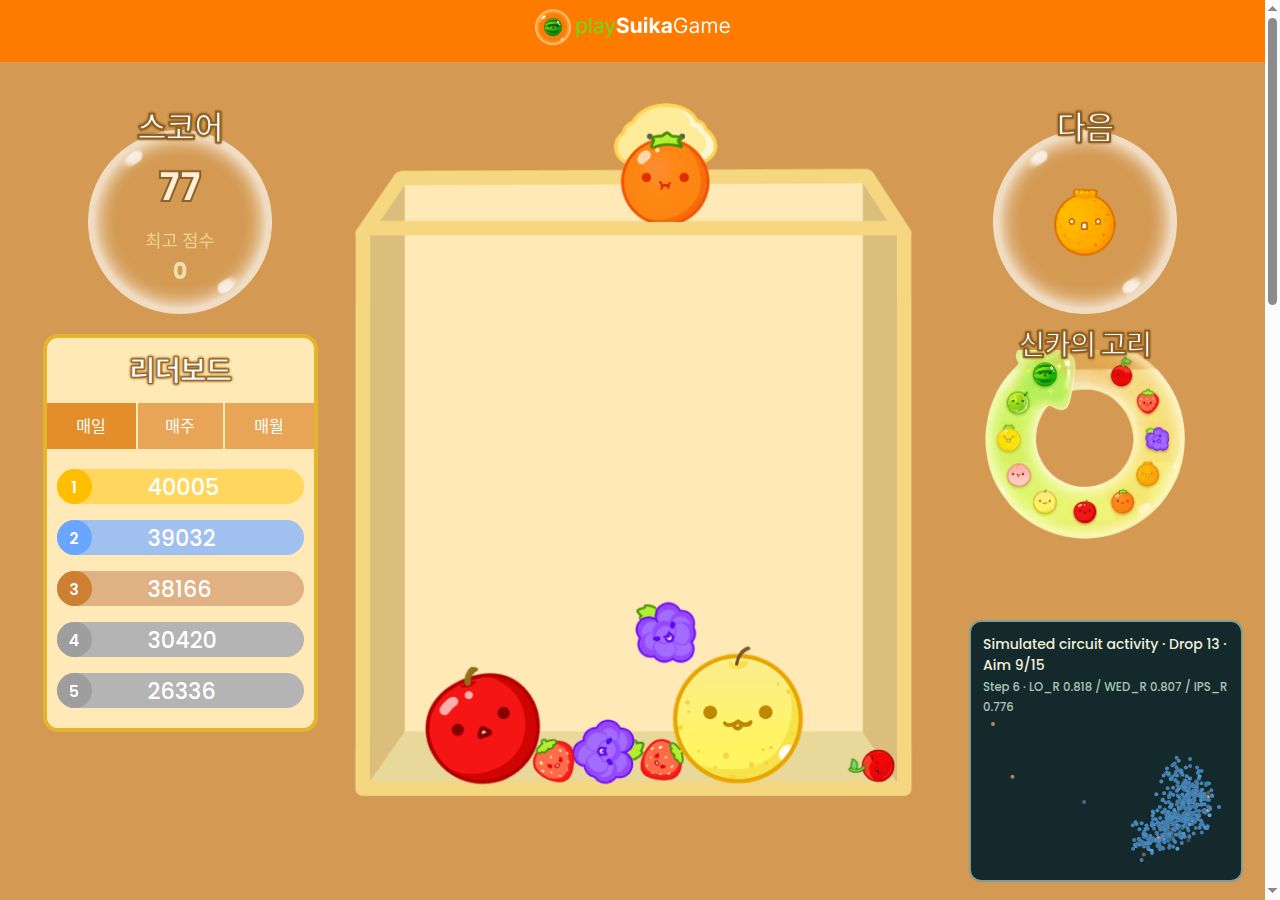 playSuikaGame
스코어
77
최고 점수
0
다음
신카의 고리
리더보드
매일 매주 매월
1 40005
2 39032
3 38166
4 30420
5 26336
Simulated circuit activity · Drop 13 ·
Aim 9/15
Step 6 · LO_R 0.818 / WED_R 0.807 / IPS_R
0.776